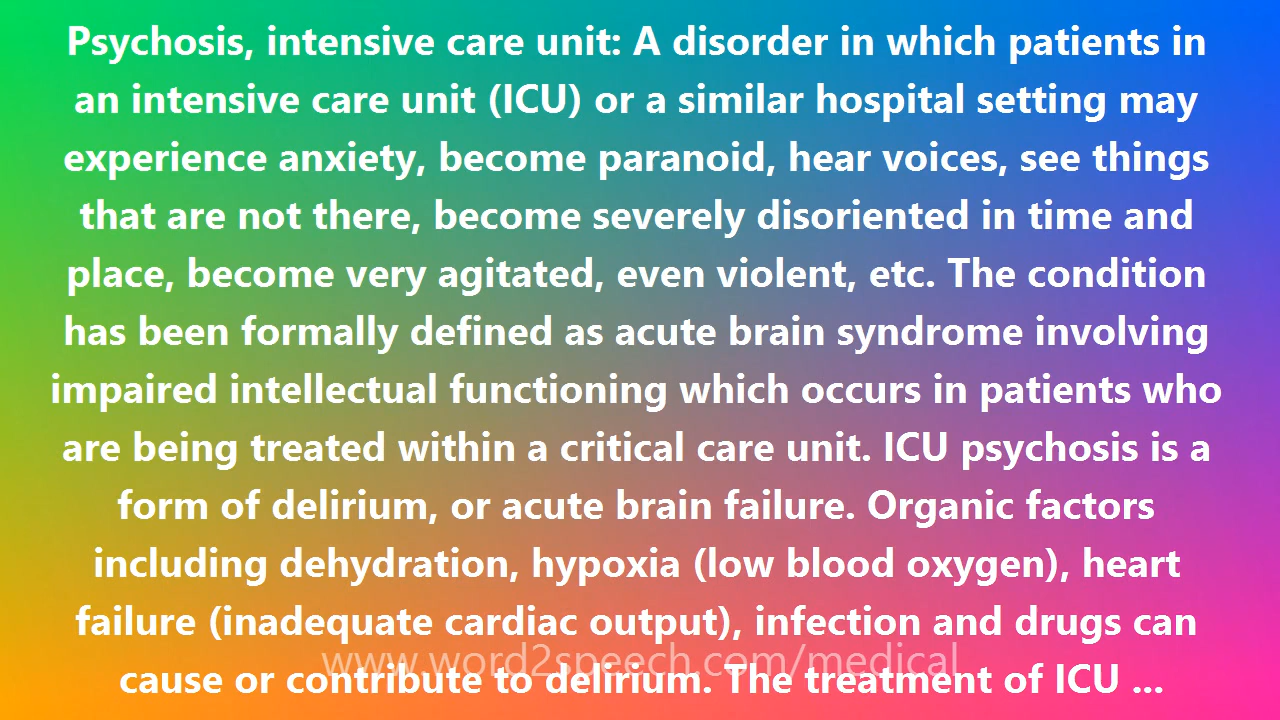 Psychosis, intensive care unit: A disorder in which patients in
an intensive care unit (ICU) or a similar hospital setting may
experience anxiety, become paranoid, hear voices, see things
that are not there, become severely disoriented in time and
place, become very agitated, even violent, etc. The condition
has been formally defined as acute brain syndrome involving
impaired intellectual functioning which occurs in patients who
are being treated within a critical care unit. ICU psychosis is a
form of delirium, or acute brain failure. Organic factors
including dehydration, hypoxia (low blood oxygen), heart
failure (inadequate cardiac output), infection and drugs can
www.word2speech.com/medical
cause or contribute to delirium. The treatment of ICU ...